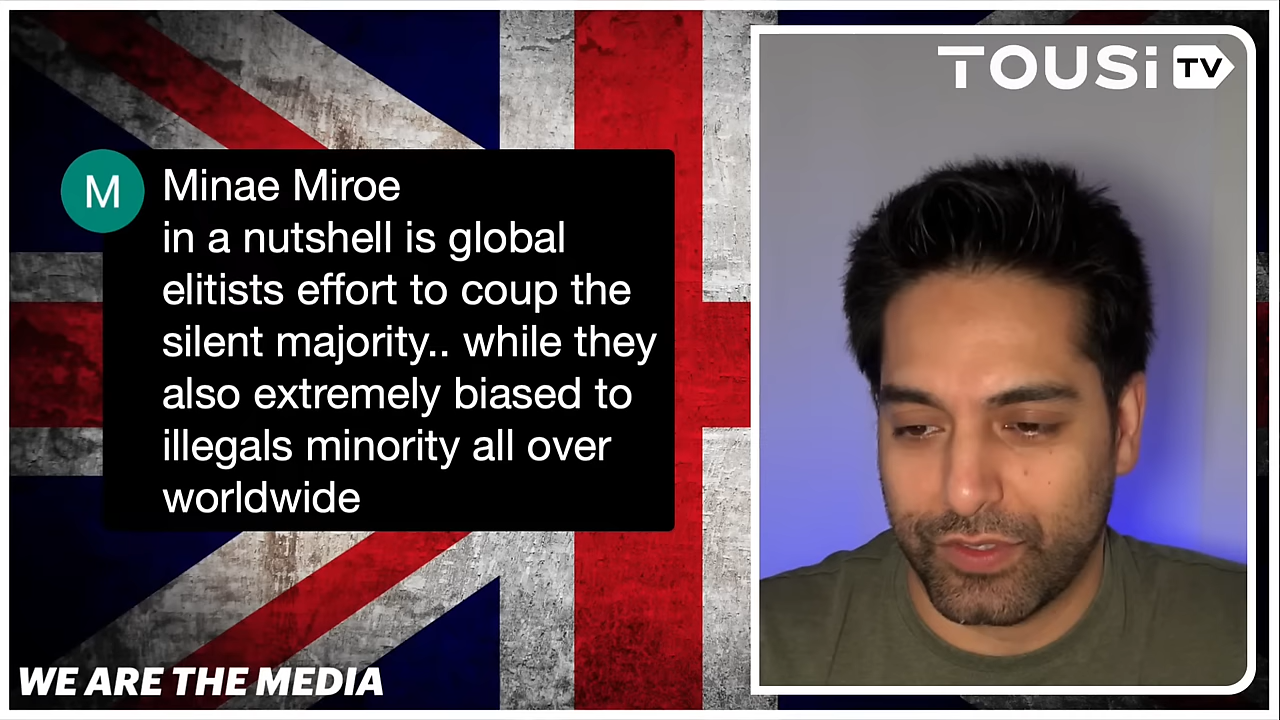 M
Minae Miroe
in a nutshell is global
elitists effort to coup the
silent majority.. while they
also extremely biased to
illegals minority all over
worldwide
TOUSi TV
WE ARE THE MEDIA